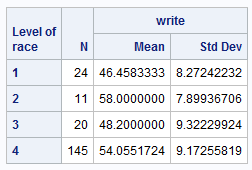 Level of race N write
Mean Std Dev
1 24 46.4583333 8.27242232
2 11 58.0000000 7.89936706
3 20 48.2000000 9.32229924
4 145 54.0551724 9.17255819